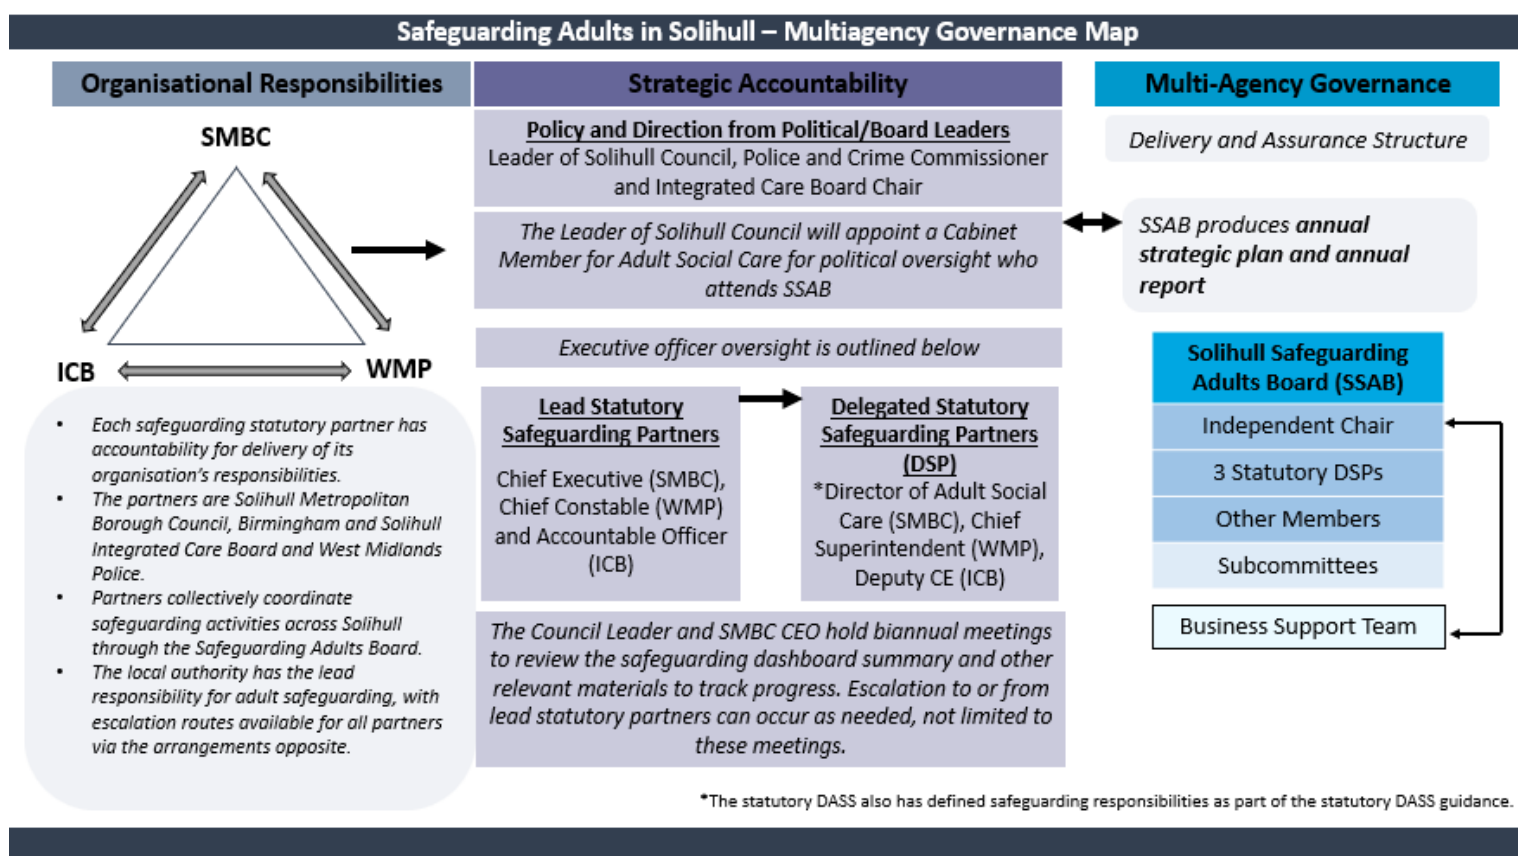 Safeguarding Adults in Solihull – Multiagency Governance Map
Organisational Responsibilities
SMBC
ICB
WMP
• Each safeguarding statutory partner has
accountability for delivery of its
organisation's responsibilities.
• The partners are Solihull Metropolitan
Borough Council, Birmingham and Solihull
Integrated Care Board and West Midlands
Police.
• Partners collectively coordinate
safeguarding activities across Solihull
through the Safeguarding Adults Board.
• The local authority has the lead
responsibility for adult safeguarding, with
escalation routes available for all partners
via the arrangements opposite.
Strategic Accountability
Policy and Direction from Political/Board Leaders
Leader of Solihull Council, Police and Crime Commissioner
and Integrated Care Board Chair
The Leader of Solihull Council will appoint a Cabinet
Member for Adult Social Care for political oversight who
attends SSAB
Executive officer oversight is outlined below
Lead Statutory
Safeguarding Partners
Chief Executive (SMBC),
Chief Constable (WMP)
and Accountable Officer
(ICB)
Delegated Statutory
Safeguarding Partners
(DSP)
*Director of Adult Social
Care (SMBC), Chief
Superintendent (WMP),
Deputy CE (ICB)
The Council Leader and SMBC CEO hold biannual meetings
to review the safeguarding dashboard summary and other
relevant materials to track progress. Escalation to or from
lead statutory partners can occur as needed, not limited to
these meetings.
Multi-Agency Governance
Delivery and Assurance Structure
SSAB produces annual
strategic plan and annual
report
Solihull Safeguarding
Adults Board (SSAB)
Independent Chair
3 Statutory DSPs
Other Members
Subcommittees
Business Support Team
*The statutory DASS also has defined safeguarding responsibilities as part of the statutory DASS guidance.